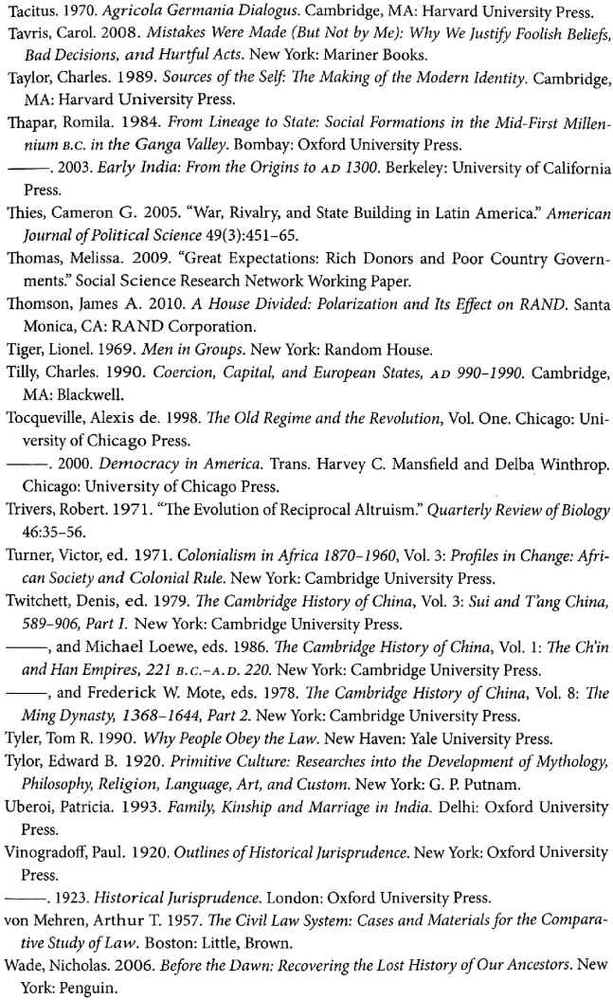 Tacitus. 1970. Agricola Germania Dialogus. Cambridge, MA: Harvard University Press.
Tavris, Carol. 2008. Mistakes Were Made (But Not by Me): Why We Justify Foolish Beliefs,
Bad Decisions, and Hurtful Acts. New York: Mariner Books.
Taylor, Charles. 1989. Sources of the Self: The Making of the Modern Identity. Cambridge,
MA: Harvard University Press.
Thapar, Romila. 1984. From Lineage to State: Social Formations in the Mid-First Millen-
nium B.C. in the Ganga Valley. Bombay: Oxford University Press.
———. 2003. Early India: From the Origins to AD 1300. Berkeley: University of California
Press.
Thies, Cameron G. 2005. “War, Rivalry, and State Building in Latin America.” American
Journal of Political Science 49(3):451–65.
Thomas, Melissa. 2009. “Great Expectations: Rich Donors and Poor Country Govern-
ments.” Social Science Research Network Working Paper.
Thomson, James A. 2010. A House Divided: Polarization and Its Effect on RAND. Santa
Monica, CA: RAND Corporation.
Tiger, Lionel. 1969. Men in Groups. New York: Random House.
Tilly, Charles. 1990. Coercion, Capital, and European States, AD 990–1990. Cambridge,
MA: Blackwell.
Tocqueville, Alexis de. 1998. The Old Regime and the Revolution, Vol. One. Chicago: Uni-
versity of Chicago Press.
———. 2000. Democracy in America. Trans. Harvey C. Mansfield and Delba Winthrop.
Chicago: University of Chicago Press.
Trivers, Robert. 1971. “The Evolution of Reciprocal Altruism.” Quarterly Review of Biology
46:35–56.
Turner, Victor, ed. 1971. Colonialism in Africa 1870–1960, Vol. 3: Profiles in Change: Afri-
can Society and Colonial Rule. New York: Cambridge University Press.
Twitchett, Denis, ed. 1979. The Cambridge History of China, Vol. 3: Sui and T’ang China,
589–906, Part I. New York: Cambridge University Press.
———, and Michael Loewe, eds. 1986. The Cambridge History of China, Vol. 1: The Ch’in
and Han Empires, 221 B.C.–A.D. 220. New York: Cambridge University Press.
———, and Frederick W. Mote, eds. 1978. The Cambridge History of China, Vol. 8: The
Ming Dynasty, 1368–1644, Part 2. New York: Cambridge University Press.
Tyler, Tom R. 1990. Why People Obey the Law. New Haven: Yale University Press.
Tylor, Edward B. 1920. Primitive Culture: Researches into the Development of Mythology,
Philosophy, Religion, Language, Art, and Custom. New York: G. P. Putnam.
Uberoi, Patricia. 1993. Family, Kinship and Marriage in India. Delhi: Oxford University
Press.
Vinogradoff, Paul. 1920. Outlines of Historical Jurisprudence. New York: Oxford University
Press.
———. 1923. Historical Jurisprudence. London: Oxford University Press.
von Mehren, Arthur T. 1957. The Civil Law System: Cases and Materials for the Compara-
tive Study of Law. Boston: Little, Brown.
Wade, Nicholas. 2006. Before the Dawn: Recovering the Lost History of Our Ancestors. New
York: Penguin.